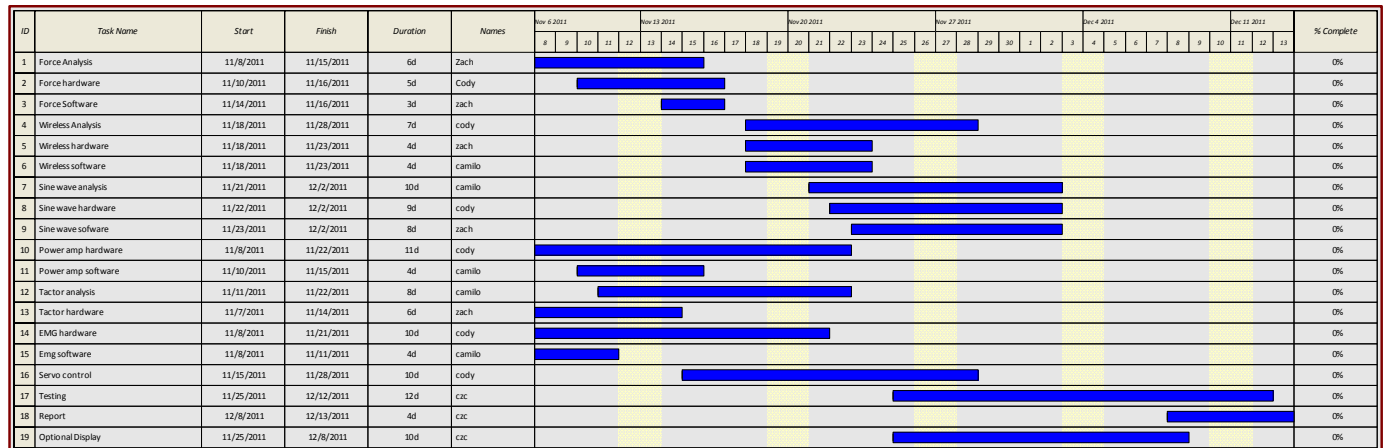 ID Task Name Start Finish Duration Names Nov 6 2011 Nov 13 2011 Nov 20 2011 Nov 27 2011 Dec 4 2011 Dec 11 2011 % Complete
8 9 10 11 12 13 14 15 16 17 18 19 20 21 22 23 24 25 26 27 28 29 30 1 2 3 4 5 6 7 8 9 10 11 12 13
1 Force Analysis 11/8/2011 11/15/2011 6d Zach 0%
2 Force hardware 11/10/2011 11/16/2011 5d Cody 0%
3 Force Software 11/14/2011 11/16/2011 3d zach 0%
4 Wireless Analysis 11/18/2011 11/28/2011 7d cody 0%
5 Wireless hardware 11/18/2011 11/23/2011 4d zach 0%
6 Wireless software 11/18/2011 11/23/2011 4d camilo 0%
7 Sine wave analysis 11/21/2011 12/2/2011 10d camilo 0%
8 Sine wave hardware 11/22/2011 12/2/2011 9d cody 0%
9 Sine wave sofware 11/23/2011 12/2/2011 8d zach 0%
10 Power amp hardware 11/8/2011 11/22/2011 11d cody 0%
11 Power amp software 11/10/2011 11/15/2011 4d camilo 0%
12 Tactor analysis 11/11/2011 11/22/2011 8d camilo 0%
13 Tactor hardware 11/7/2011 11/14/2011 6d zach 0%
14 EMG hardware 11/8/2011 11/21/2011 10d cody 0%
15 Emg software 11/8/2011 11/11/2011 4d camilo 0%
16 Servo control 11/15/2011 11/28/2011 10d cody 0%
17 Testing 11/25/2011 12/12/2011 12d czc 0%
18 Report 12/8/2011 12/13/2011 4d czc 0%
19 Optional Display 11/25/2011 12/8/2011 10d czc 0%